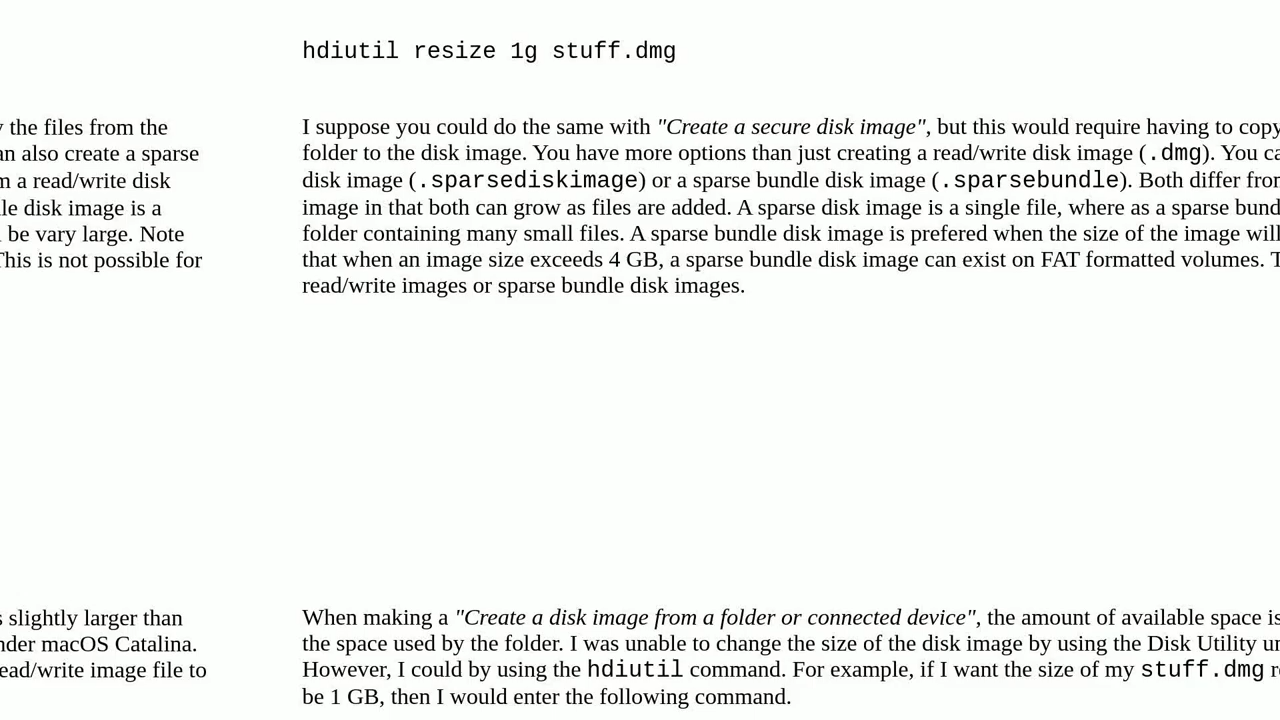 hdiutil resize 1g stuff.dmg
y the files from the
an also create a sparse
m a read/write disk
le disk image is a
l be vary large. Note
This is not possible for
I suppose you could do the same with "Create a secure disk image", but this would require having to copy
folder to the disk image. You have more options than just creating a read/write disk image (.dmg). You ca
disk image (.sparsediskimage) or a sparse bundle disk image (.sparsebundle). Both differ from
image in that both can grow as files are added. A sparse disk image is a single file, where as a sparse bund
folder containing many small files. A sparse bundle disk image is prefered when the size of the image will
that when an image size exceeds 4 GB, a sparse bundle disk image can exist on FAT formatted volumes. T
read/write images or sparse bundle disk images.
s slightly larger than
nder macOS Catalina.
ead/write image file to
When making a "Create a disk image from a folder or connected device", the amount of available space is
the space used by the folder. I was unable to change the size of the disk image by using the Disk Utility un
However, I could by using the hdiutil command. For example, if I want the size of my stuff.dmg r
be 1 GB, then I would enter the following command.